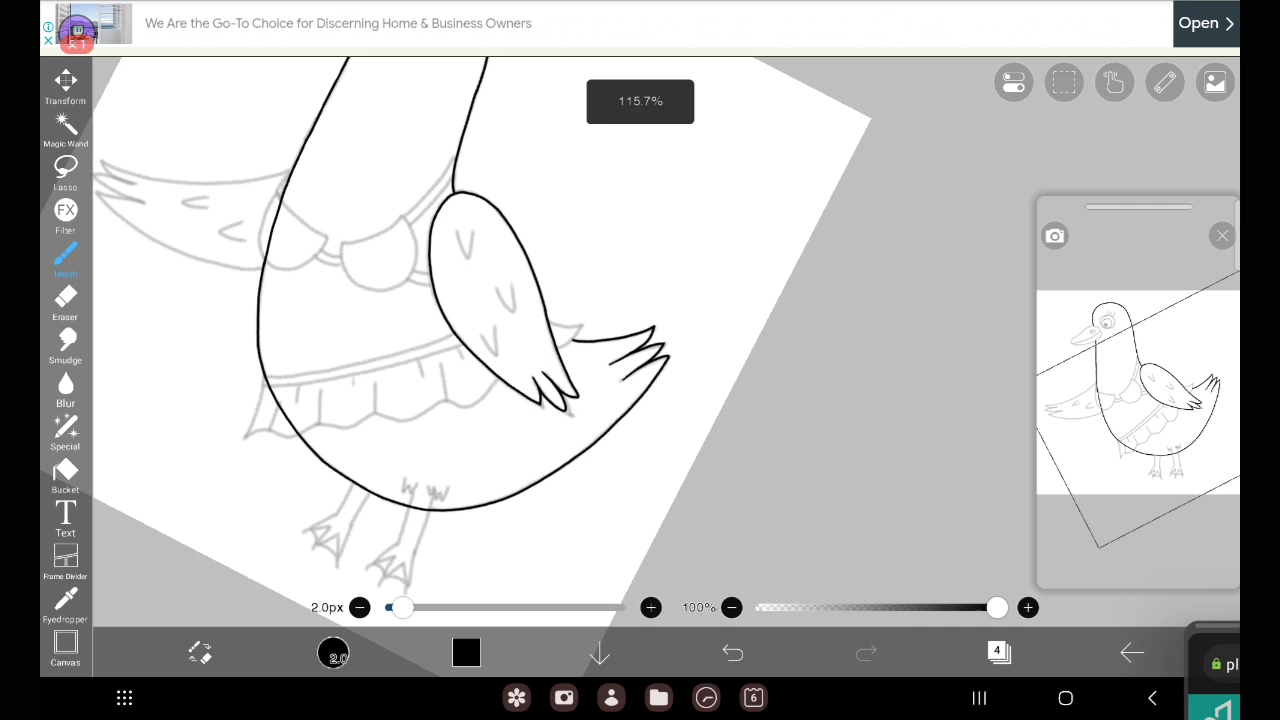 We Are the Go-To Choice for Discerning Home & Business Owners
Open
1
115.7%
Transform
Magic Wand
Lasso
FX
Filter
Brush
Eraser
Smudge
Blur
Special
Bucket
T
Text
Frame Divider
Eyedropper
Canvas
2.0px
100%
2.0
4
pl
6